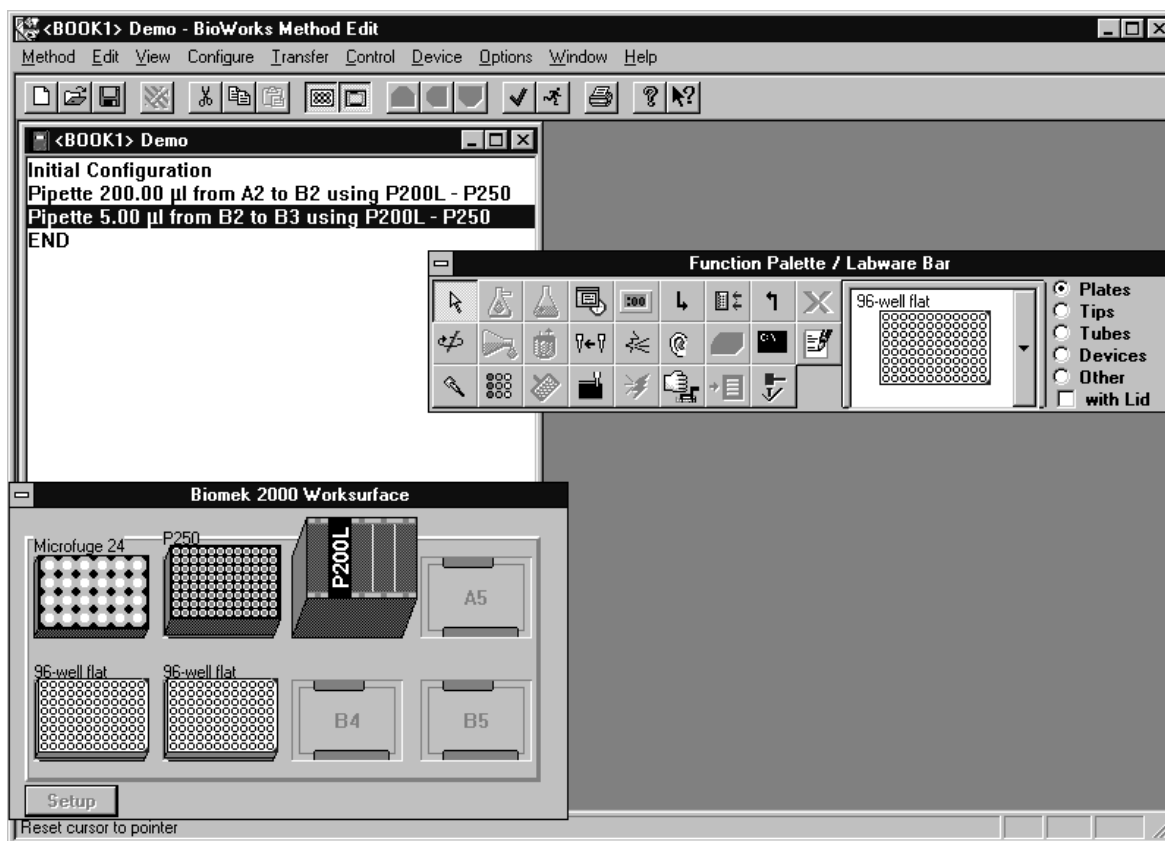 <BOOK1> Demo - BioWorks Method Edit
Method Edit View Configure Transfer Control Device Options Window Help
<BOOK1> Demo
Initial Configuration
Pipette 200.00 µl from A2 to B2 using P200L - P250
Pipette 5.00 µl from B2 to B3 using P200L - P250
END
Function Palette / Labware Bar
:00
C:\
96-well flat
Plates
Tips
Tubes
Devices
Other
with Lid
Biomek 2000 Worksurface
Microfuge 24
P250
P200L
A5
96-well flat
96-well flat
B4
B5
Setup
Reset cursor to pointer